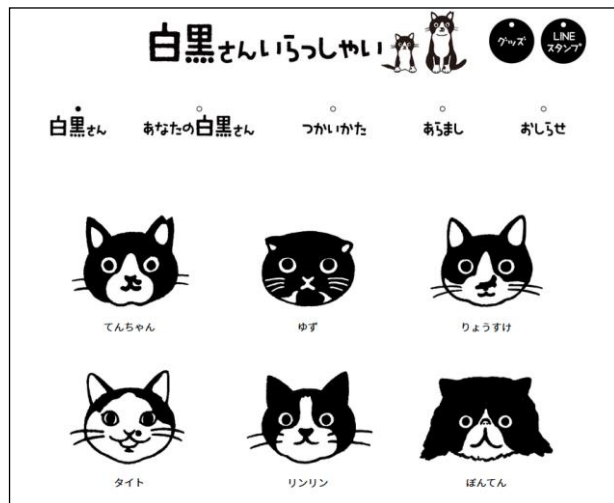 白黒さんいらっしゃい
グッズ
LINE
スタンプ
白黒さん
あなたの白黒さん
つかいかた
あらまし
おしらせ
てんちゃん
ゆず
りょうすけ
タイト
リンリン
ぽんてん